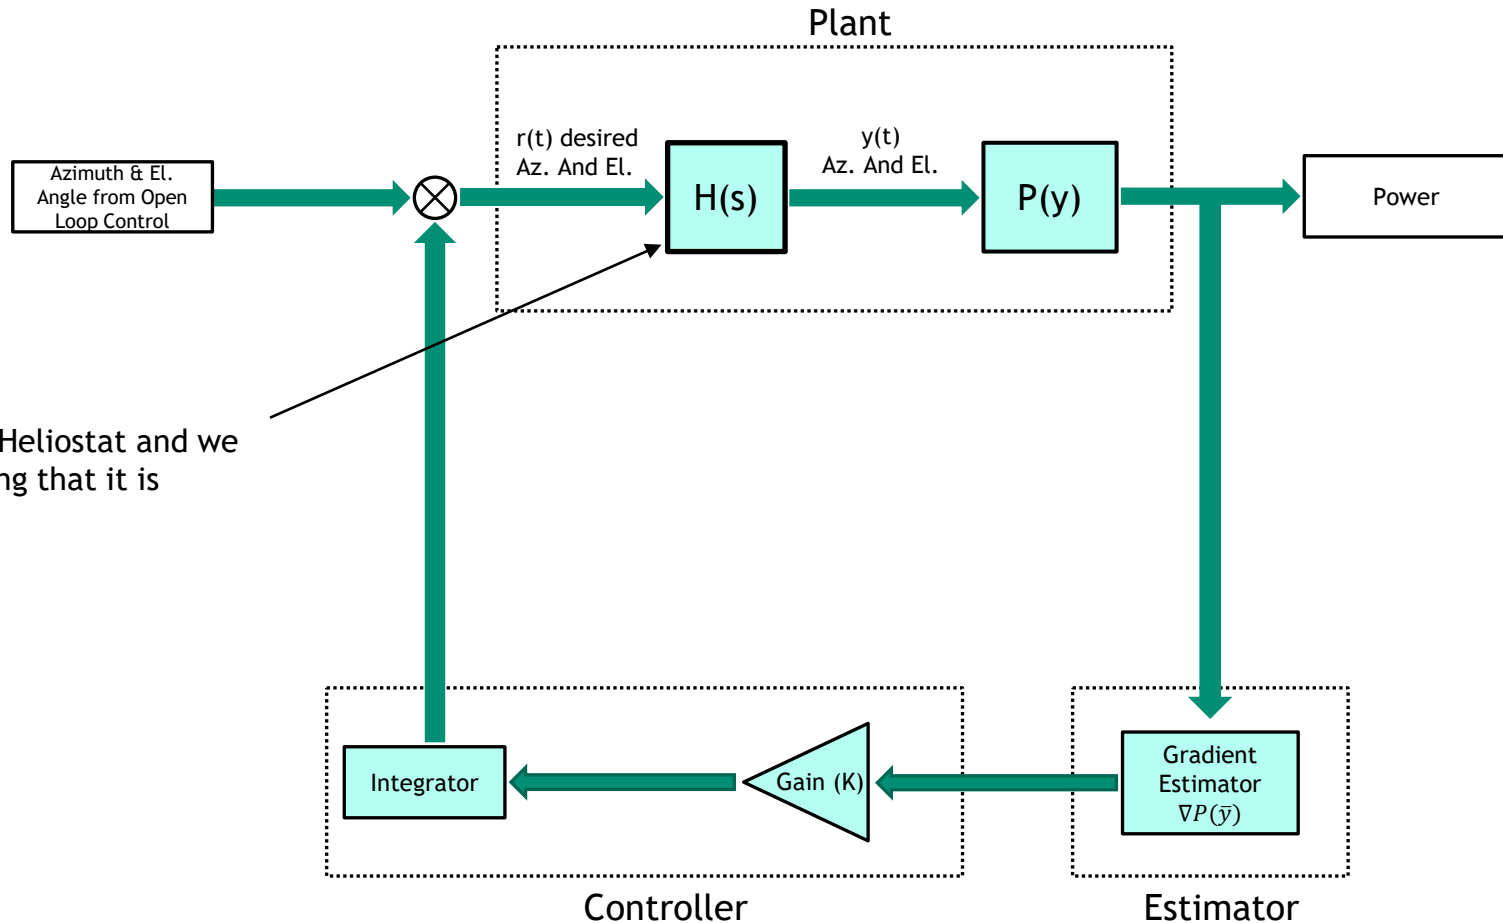 Plant
r(t) desired
Az. And El.
y(t)
Az. And El.
Azimuth & El.
Angle from Open
Loop Control
H(s)
P(y)
Power
Heliostat and we
that it is
Integrator
Gain (K)
Gradient
Estimator
∇P(ȳ)
Controller
Estimator